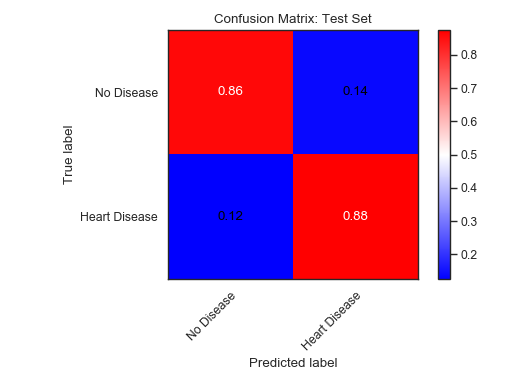 Confusion Matrix: Test Set
True label
No Disease
0.86
0.14
Heart Disease
0.12
0.88
No Disease
Heart Disease
Predicted label
0.8
0.7
0.6
0.5
0.4
0.3
0.2